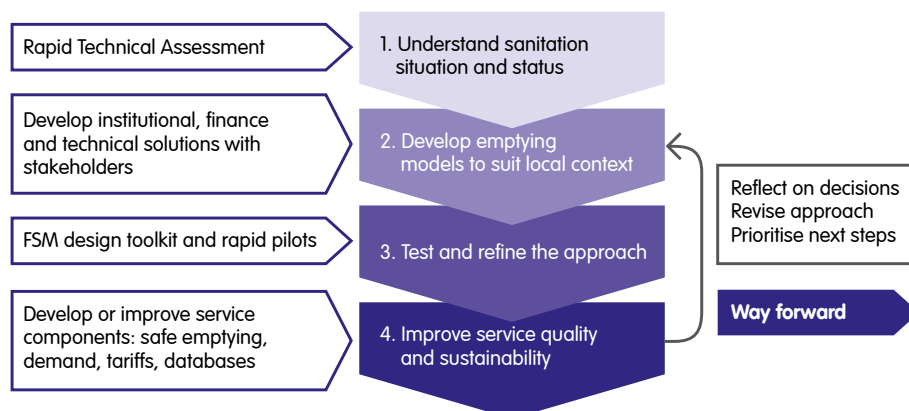 Rapid Technical Assessment
1. Understand sanitation
situation and status
Develop institutional, finance
and technical solutions with
stakeholders
2. Develop emptying
models to suit local context
Reflect on decisions
Revise approach
Prioritise next steps
FSM design toolkit and rapid pilots
3. Test and refine the approach
Develop or improve service
components: safe emptying,
demand, tariffs, databases
4. Improve service quality
and sustainability
Way forward